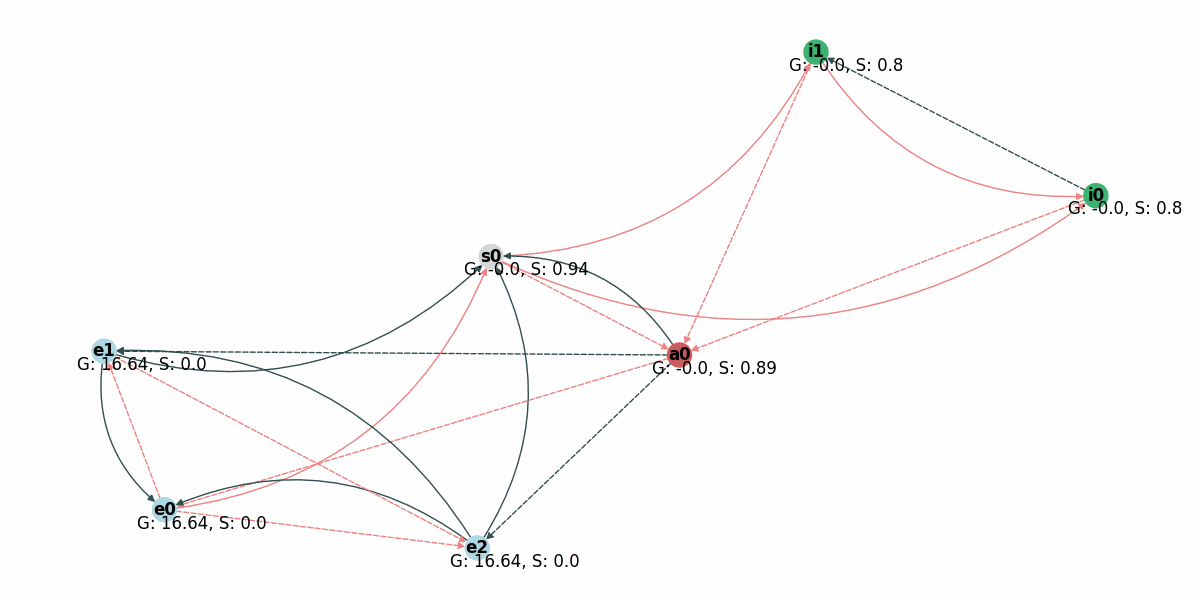 i1
G: -0.0, S: 0.8
i0
G: -0.0, S: 0.8
s0
G: -0.0, S: 0.94
e1
G: 16.64, S: 0.0
a0
G: -0.0, S: 0.89
e0
G: 16.64, S: 0.0
e2
G: 16.64, S: 0.0